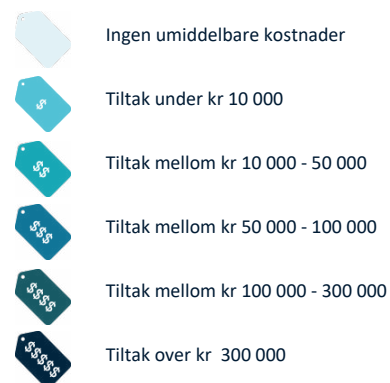 Ingen umiddelbare kostnader
$
Tiltak under kr 10 000
$$
Tiltak mellom kr 10 000 - 50 000
$$$
Tiltak mellom kr 50 000 - 100 000
$$$$
Tiltak mellom kr 100 000 - 300 000
$$$$$
Tiltak over kr  300 000